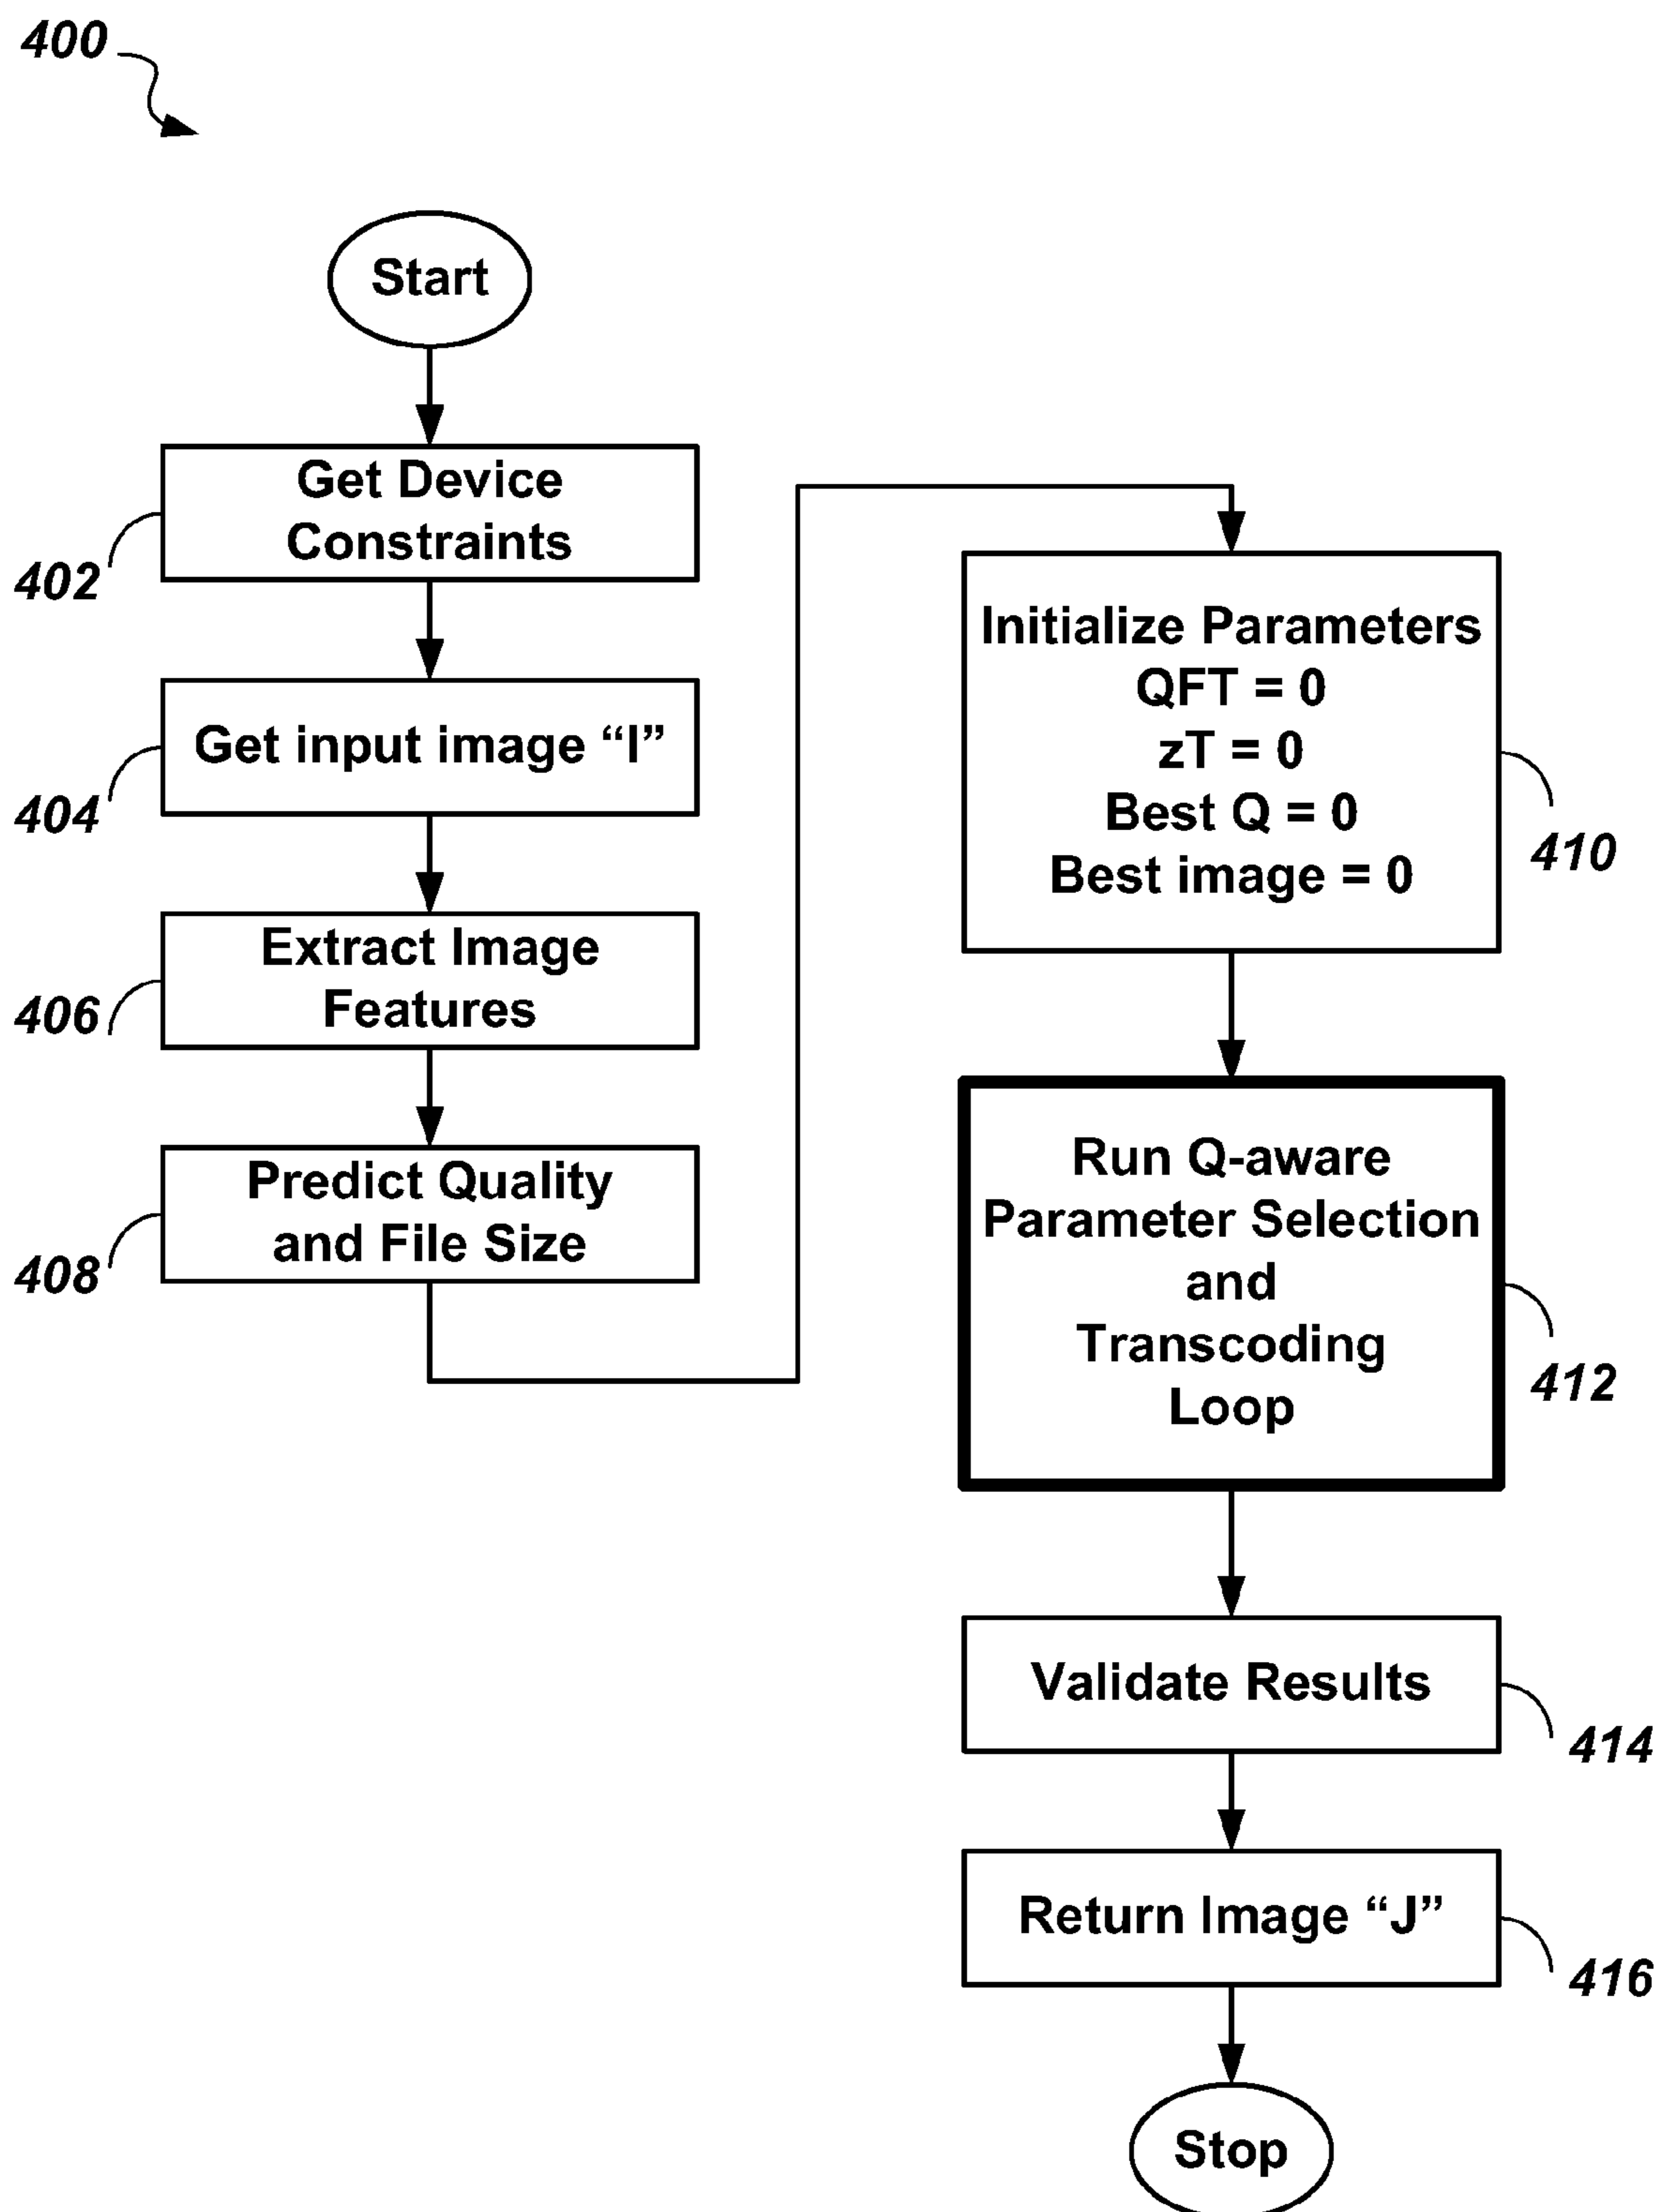 400
Start
Get Device
Constraints
402
Get input image “I”
404
Extract Image
Features
406
Predict Quality
and File Size
408
Initialize Parameters
QFT = 0
zT = 0
Best Q = 0
Best image = 0
410
Run Q-aware
Parameter Selection
and
Transcoding
Loop
412
Validate Results
414
Return Image “J”
416
Stop